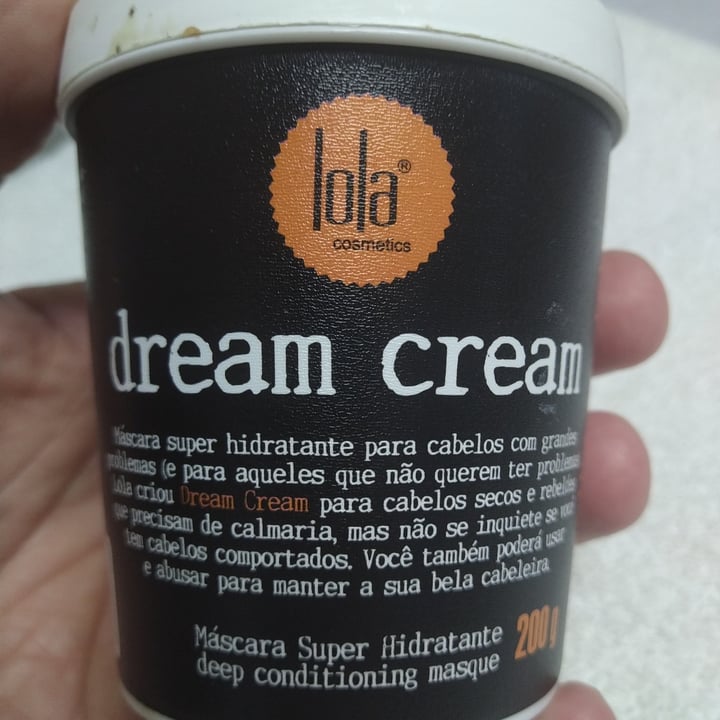 lola®
cosmetics
dream cream
Máscara super hidratante para cabelos com grandes
problemas (e para aqueles que não querem ter problemas
Lola criou Dream Cream para cabelos secos e rebeldes
que precisam de calmaria, mas não se inquiete se você
tem cabelos comportados. Você também poderá usar
e abusar para manter a sua bela cabeleira.
Máscara Super Hidratante 200 g
deep conditioning masque